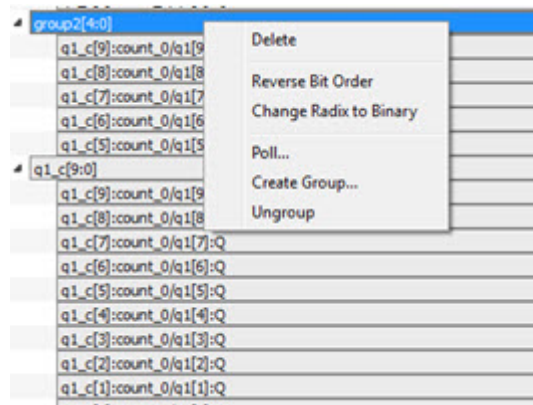 group2[4:0]
q1_c[9]:count_0/q1[9
q1_c[8]:count_0/q1[8
q1_c[7]:count_0/q1[7
q1_c[6]:count_0/q1[6
q1_c[5]:count_0/q1[5
Delete
Reverse Bit Order
Change Radix to Binary
Poll...
Create Group...
Ungroup
q1_c[9:0]
q1_c[9]:count_0/q1[9
q1_c[8]:count_0/q1[8
q1_c[7]:count_0/q1[7]:Q
q1_c[6]:count_0/q1[6]:Q
q1_c[5]:count_0/q1[5]:Q
q1_c[4]:count_0/q1[4]:Q
q1_c[3]:count_0/q1[3]:Q
q1_c[2]:count_0/q1[2]:Q
q1_c[1]:count_0/q1[1]:Q